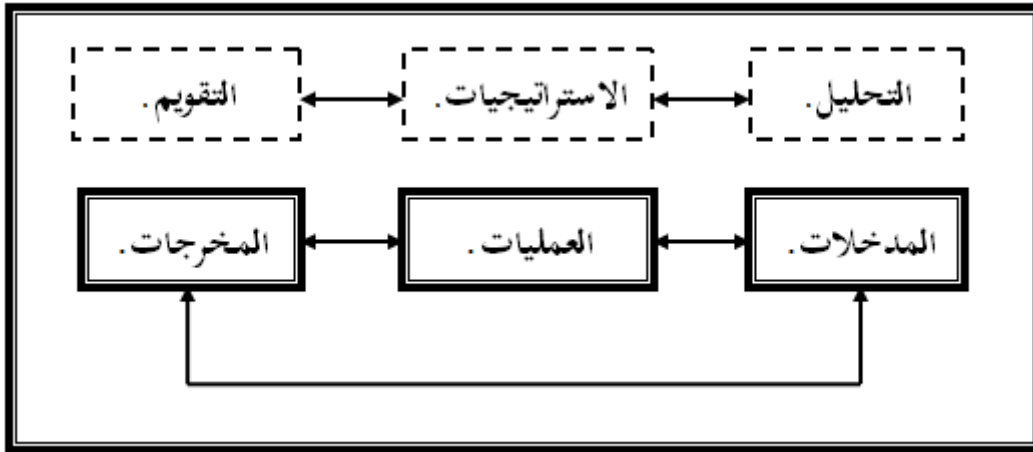 التحليل.
الاستراتيجيات.
التقويم.
المدخلات.
العمليات.
المخرجات.